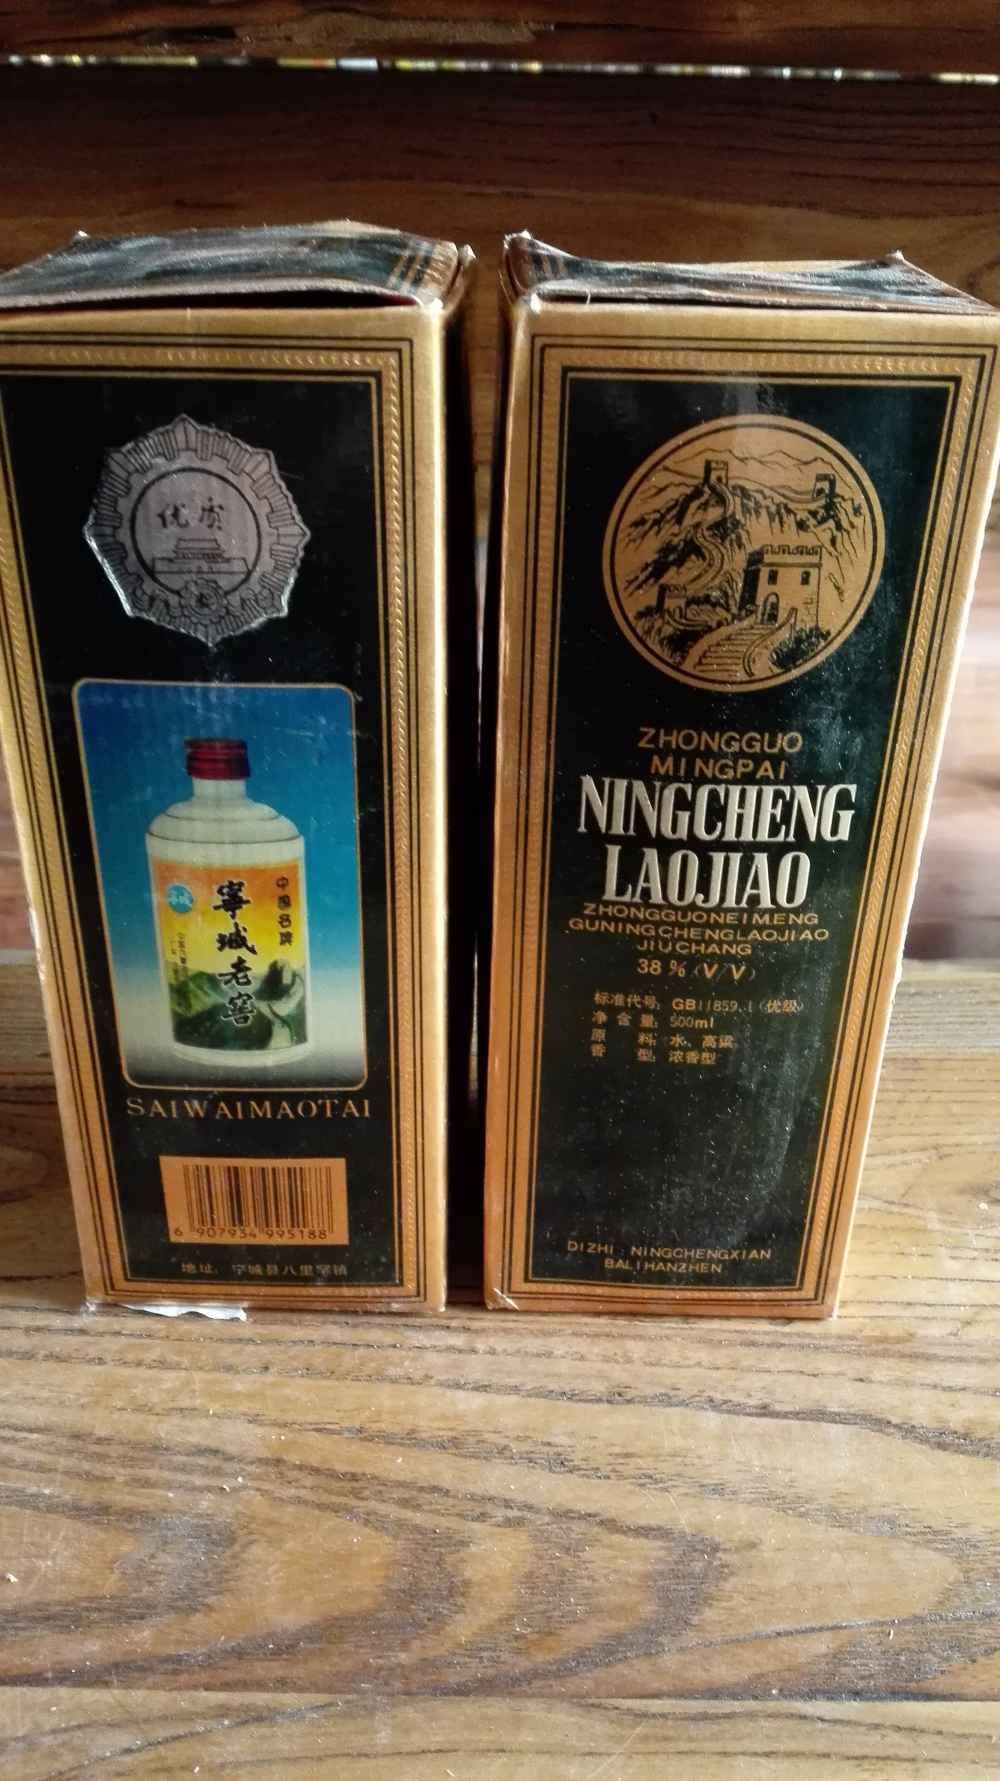 优质
中国名牌
宁城
寧城老窖
SAIWAIMAOTAI
6 907934 995188
地址：宁城县八里罕镇
ZHONGGUO
MINGPAI
NINGCHENG
LAOJIAO
ZHONGGUONEIMENG
GUNINGCHENGLAOJIAO
JIUCHANG
38 % (V/V)
标准代号：GB11859.1（优级）
净含量：500ml
原 料：水、高粱
香 型：浓香型
DIZHI：NINGCHENGXIAN
BALIHANZHEN